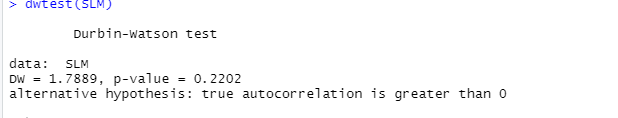 > dwtest(SLM)
Durbin-Watson test
data:  SLM
DW = 1.7889, p-value = 0.2202
alternative hypothesis: true autocorrelation is greater than 0